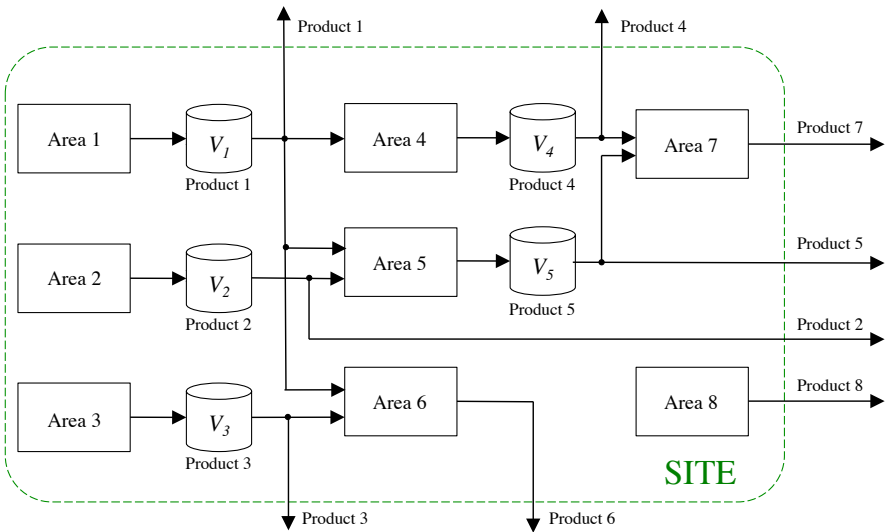 Product 1
Product 4
Area 1
V1
Product 1
Area 4
V4
Product 4
Area 7
Product 7
Area 2
V2
Product 2
Area 5
V5
Product 5
Product 5
Product 2
Area 3
V3
Product 3
Area 6
Area 8
Product 8
SITE
Product 3
Product 6